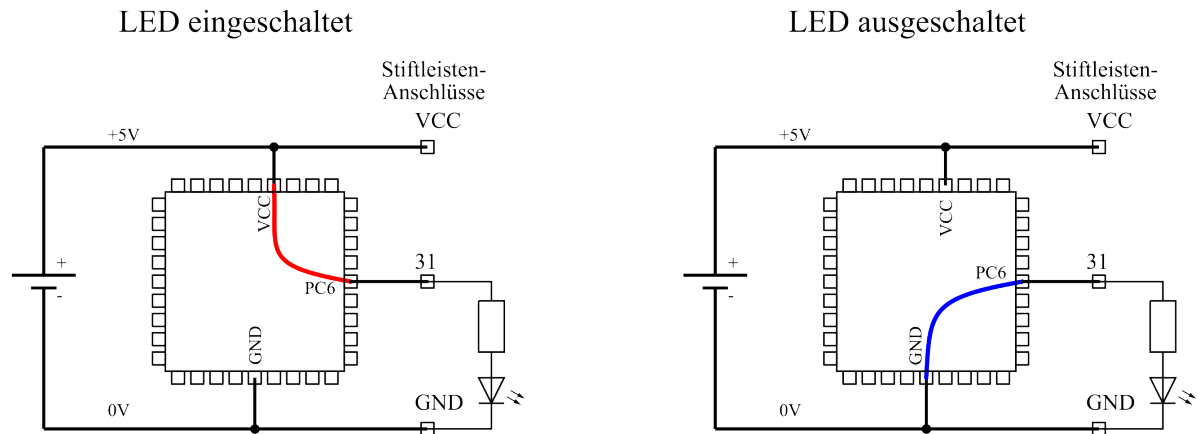 LED eingeschaltet
Stiftleisten-
Anschlüsse
VCC
+5V
VCC
31
+
PC6
-
GND
0V
GND
LED ausgeschaltet
Stiftleisten-
Anschlüsse
VCC
+5V
VCC
31
+
PC6
-
GND
0V
GND